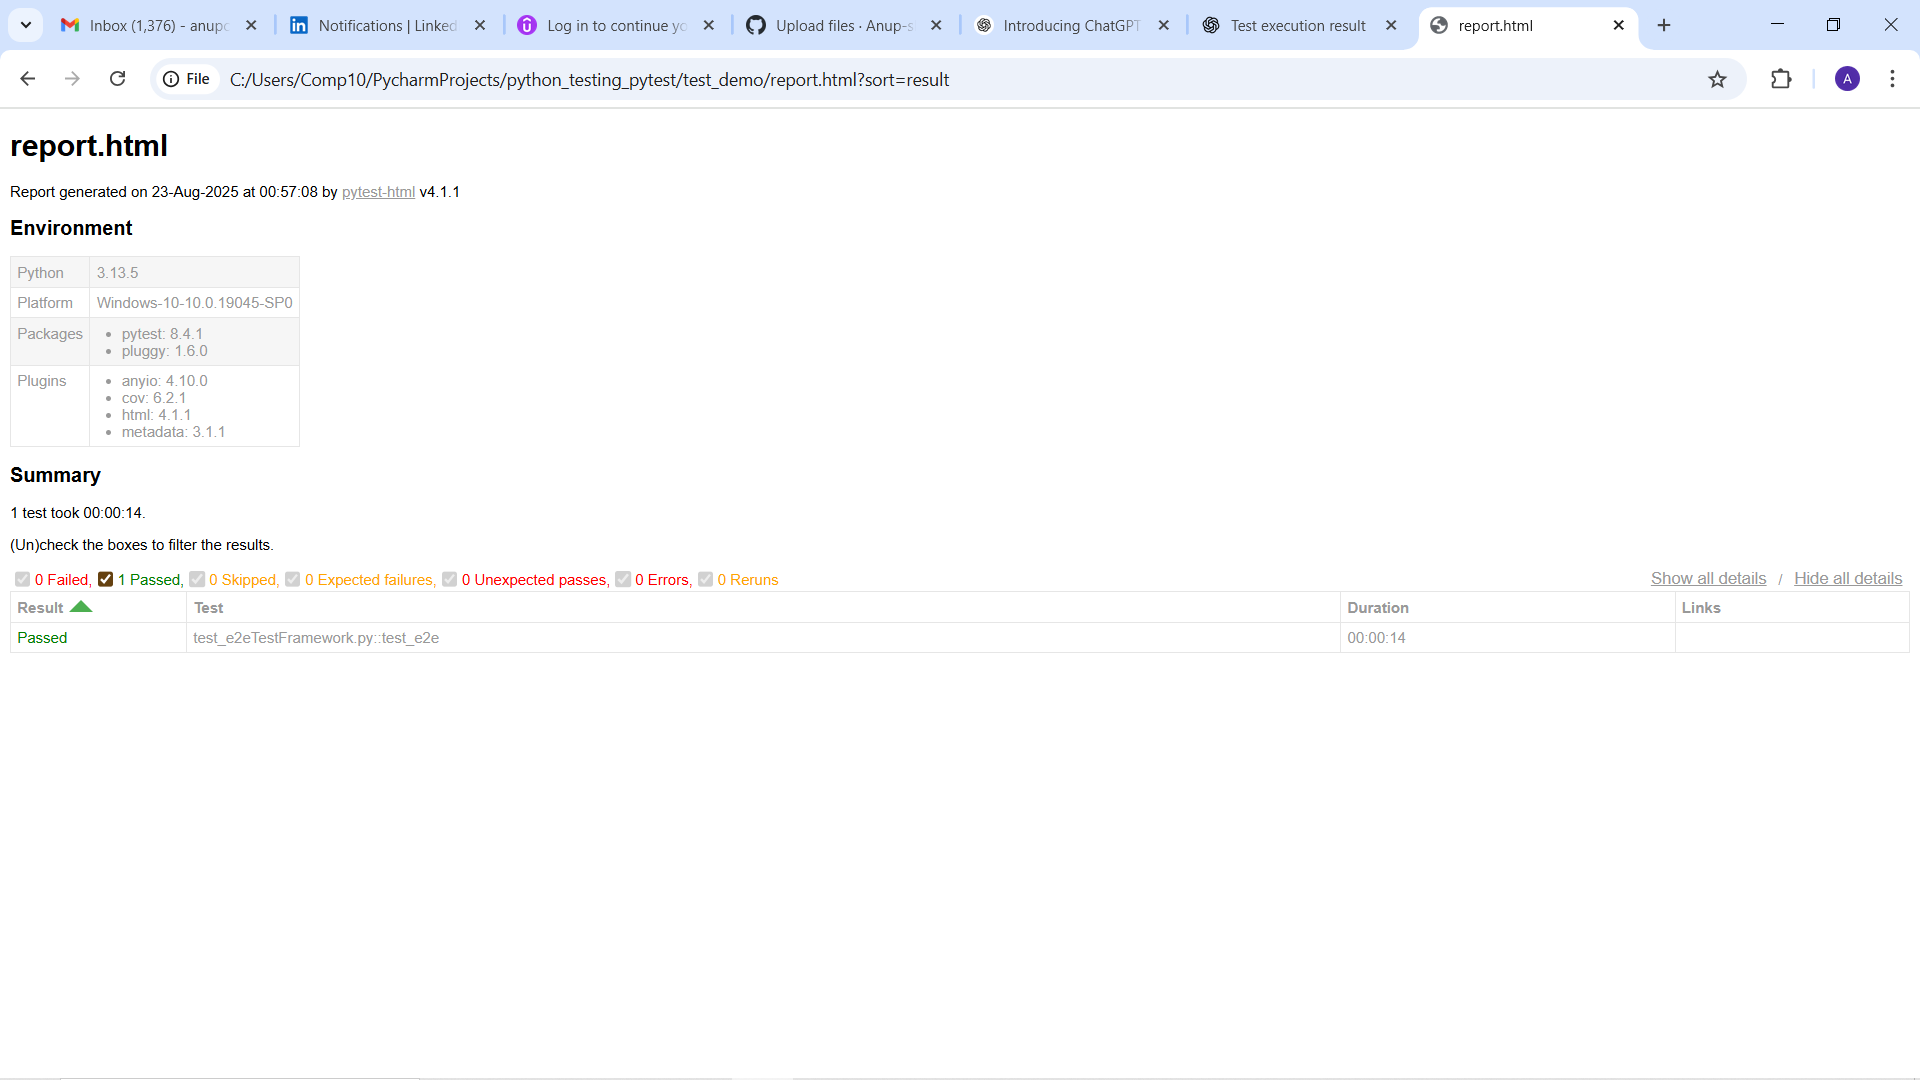 Inbox (1,376) - anup
Notifications | Linked
Log in to continue yo
Upload files · Anup-s
Introducing ChatGPT
Test execution result
report.html
File
C:/Users/Comp10/PycharmProjects/python_testing_pytest/test_demo/report.html?sort=result
A
report.html
Report generated on 23-Aug-2025 at 00:57:08 by pytest-html v4.1.1
Environment
Python 3.13.5
Platform Windows-10-10.0.19045-SP0
Packages
• pytest: 8.4.1
• pluggy: 1.6.0
Plugins
• anyio: 4.10.0
• cov: 6.2.1
• html: 4.1.1
• metadata: 3.1.1
Summary
1 test took 00:00:14.
(Un)check the boxes to filter the results.
0 Failed, 1 Passed, 0 Skipped, 0 Expected failures, 0 Unexpected passes, 0 Errors, 0 Reruns
Show all details / Hide all details
Result Test Duration Links
Passed test_e2eTestFramework.py::test_e2e 00:00:14